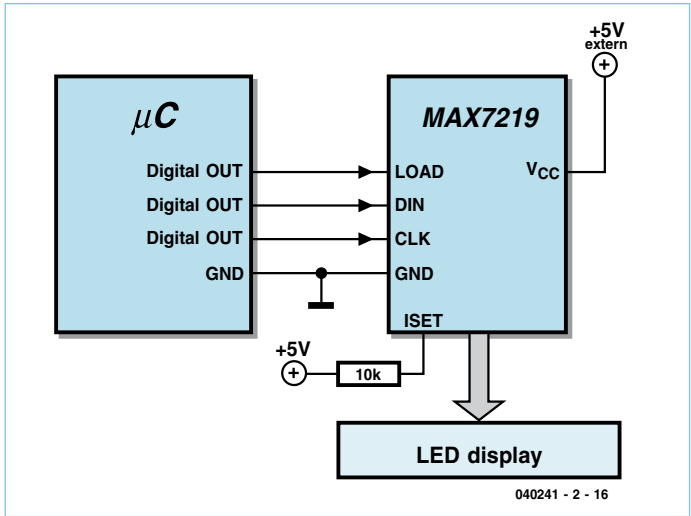 +5V
extern
+
μC
MAX7219
Digital OUT
LOAD
VCC
Digital OUT
DIN
Digital OUT
CLK
GND
GND
ISET
+5V
+
10k
LED display
040241 - 2 - 16